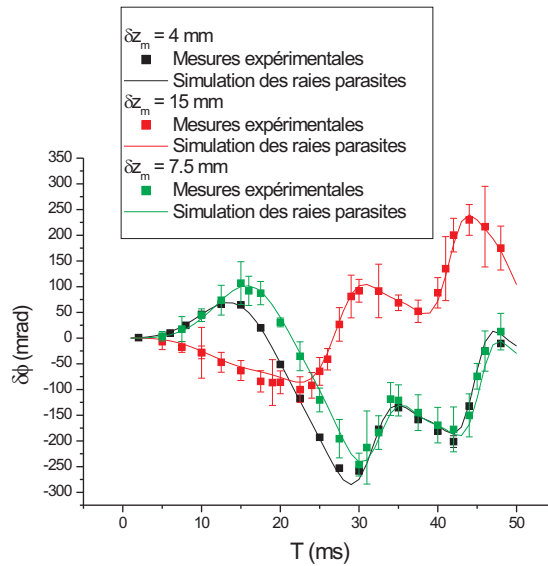 δz_m = 4 mm
Mesures expérimentales
Simulation des raies parasites
δz_m = 15 mm
Mesures expérimentales
Simulation des raies parasites
δz_m = 7.5 mm
Mesures expérimentales
Simulation des raies parasites
350
300
250
200
150
100
50
0
-50
-100
-150
-200
-250
-300
δϕ (mrad)
0 10 20 30 40 50
T (ms)